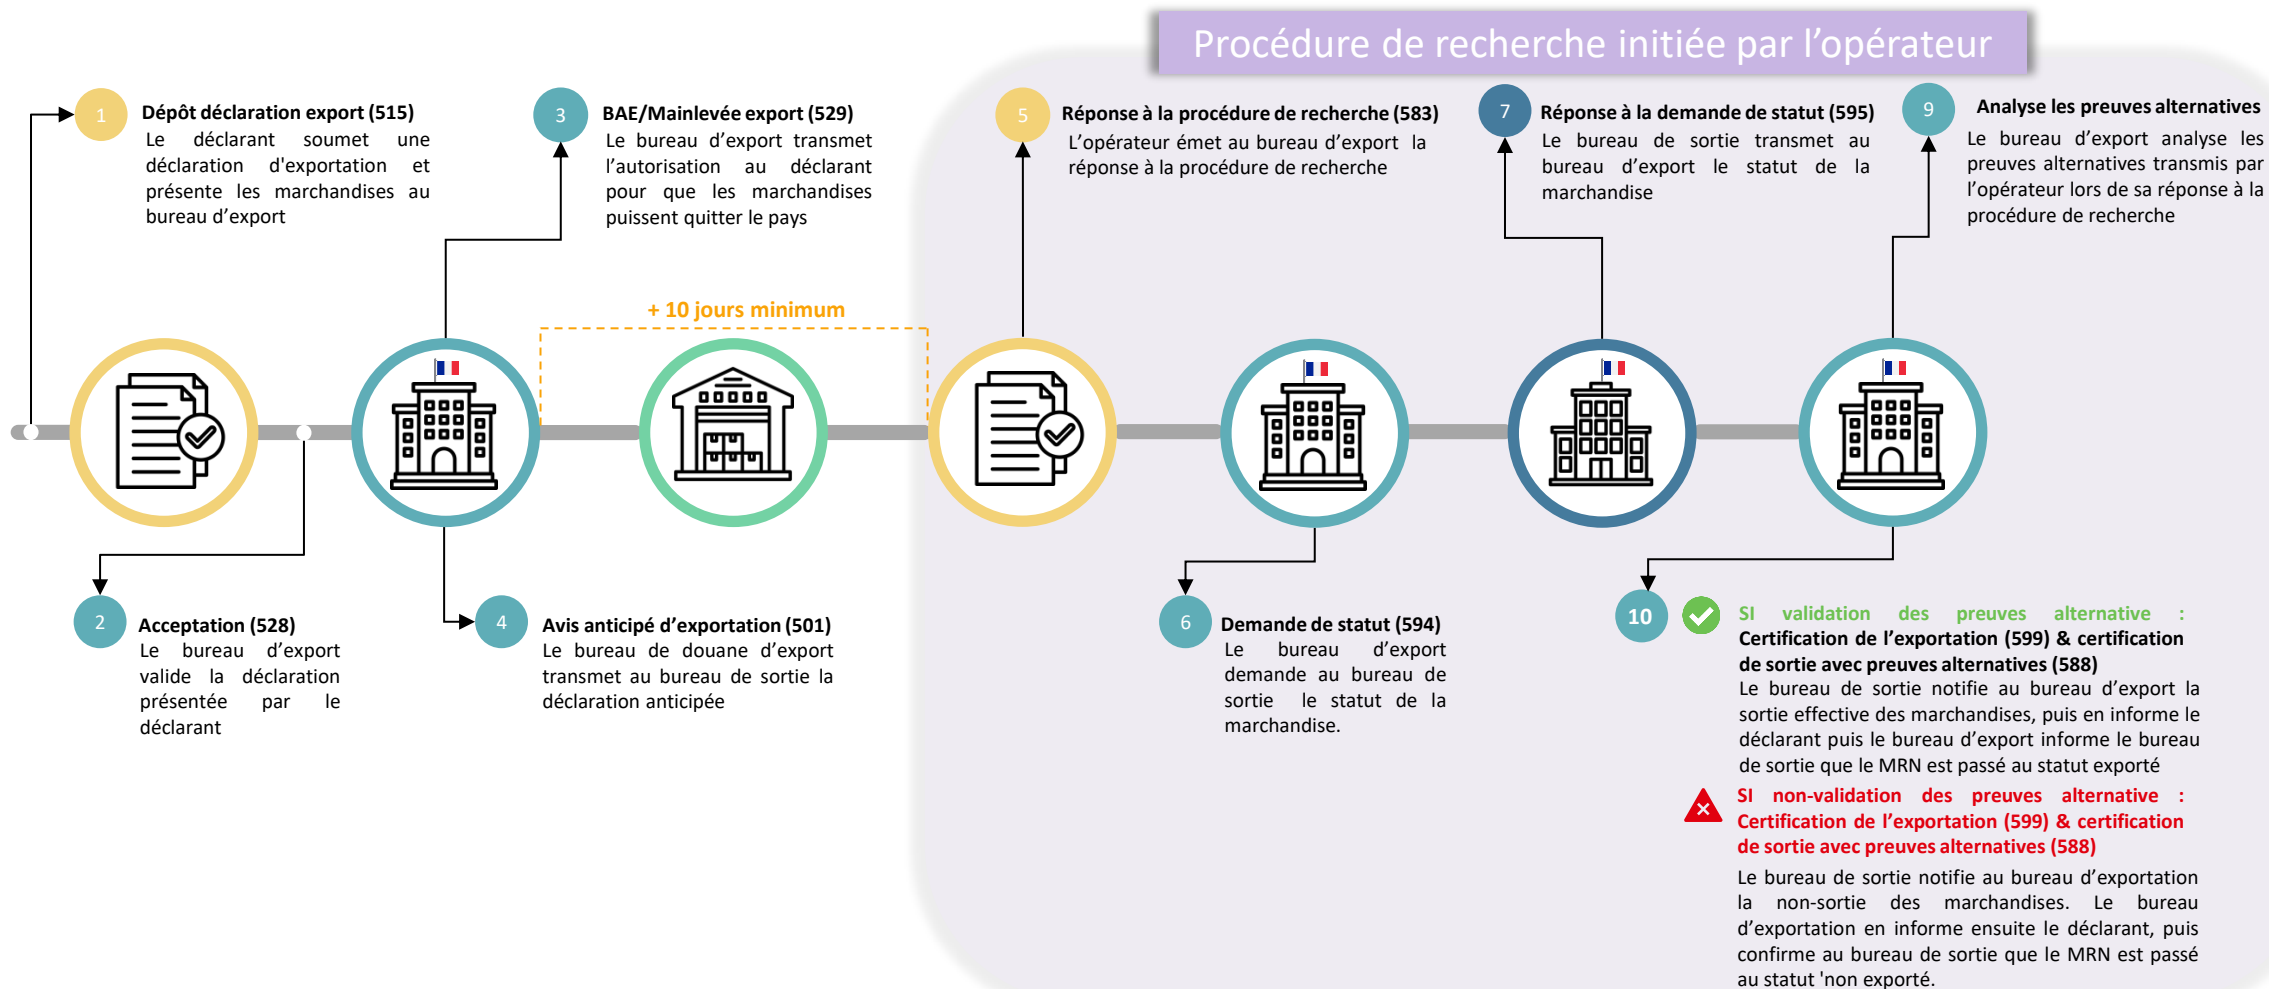 Procédure de recherche initiée par l’opérateur
1
Dépôt déclaration export (515)
Le déclarant soumet une
déclaration d'exportation et
présente les marchandises au
bureau d’export
3
BAE/Mainlevée export (529)
Le bureau d’export transmet
l’autorisation au déclarant
pour que les marchandises
puissent quitter le pays
5
Réponse à la procédure de recherche (583)
L’opérateur émet au bureau d’export la
réponse à la procédure de recherche
7
Réponse à la demande de statut (595)
Le bureau de sortie transmet au
bureau d’export le statut de la
marchandise
9
Analyse les preuves alternatives
Le bureau d’export analyse les
preuves alternatives transmis par
l’opérateur lors de sa réponse à la
procédure de recherche
+ 10 jours minimum
2
Acceptation (528)
Le bureau d’export
valide la déclaration
présentée par le
déclarant
4
Avis anticipé d’exportation (501)
Le bureau de douane d’export
transmet au bureau de sortie la
déclaration anticipée
6
Demande de statut (594)
Le bureau d’export
demande au bureau de
sortie le statut de la
marchandise.
10
SI validation des preuves alternative :
Certification de l’exportation (599) & certification
de sortie avec preuves alternatives (588)
Le bureau de sortie notifie au bureau d’export la
sortie effective des marchandises, puis en informe le
déclarant puis le bureau d’export informe le bureau
de sortie que le MRN est passé au statut exporté
SI non-validation des preuves alternative :
Certification de l’exportation (599) & certification
de sortie avec preuves alternatives (588)
Le bureau de sortie notifie au bureau d’exportation
la non-sortie des marchandises. Le bureau
d’exportation en informe ensuite le déclarant, puis
confirme au bureau de sortie que le MRN est passé
au statut 'non exporté.